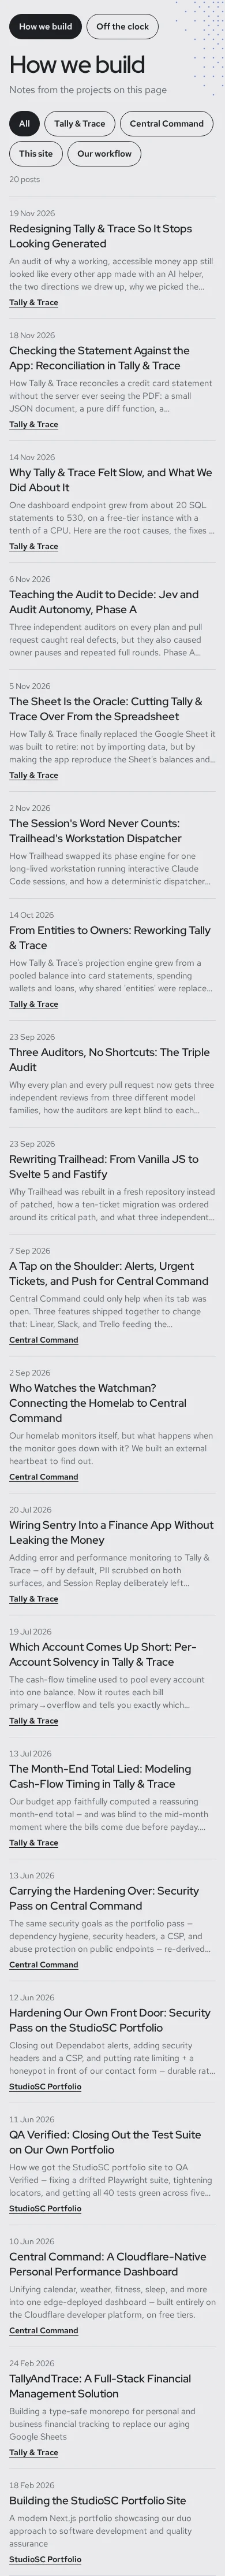 How we build
Off the clock
How we build
Notes from the projects on this page
All
Tally & Trace
Central Command
This site
Our workflow
20 posts
19 Nov 2026
Redesigning Tally & Trace So It Stops
Looking Generated
An audit of why a working, accessible money app still
looked like every other app made with an AI helper,
the two directions we drew up, why we picked the...
Tally & Trace
18 Nov 2026
Checking the Statement Against the
App: Reconciliation in Tally & Trace
How Tally & Trace reconciles a credit card statement
without the server ever seeing the PDF: a small
JSON document, a pure diff function, a...
Tally & Trace
14 Nov 2026
Why Tally & Trace Felt Slow, and What We
Did About It
One dashboard endpoint grew from about 20 SQL
statements to 530, on a free-tier instance with a
tenth of a CPU. Here are the root causes, the fixes ...
Tally & Trace
6 Nov 2026
Teaching the Audit to Decide: Jev and
Audit Autonomy, Phase A
Three independent auditors on every plan and pull
request caught real defects, but they also caused
owner pauses and repeated full rounds. Phase A...
5 Nov 2026
The Sheet Is the Oracle: Cutting Tally &
Trace Over From the Spreadsheet
How Tally & Trace finally replaced the Google Sheet it
was built to retire: not by importing data, but by
making the app reproduce the Sheet's balances and...
Tally & Trace
2 Nov 2026
The Session's Word Never Counts:
Trailhead's Workstation Dispatcher
How Trailhead swapped its phase engine for one
long-lived workstation running interactive Claude
Code sessions, and how a deterministic dispatcher...
14 Oct 2026
From Entities to Owners: Reworking Tally
& Trace
How Tally & Trace's projection engine grew from a
pooled balance into card statements, spending
wallets and loans, why shared 'entities' were replace...
Tally & Trace
23 Sep 2026
Three Auditors, No Shortcuts: The Triple
Audit
Why every plan and every pull request now gets three
independent reviews from three different model
families, how the auditors are kept blind to each...
23 Sep 2026
Rewriting Trailhead: From Vanilla JS to
Svelte 5 and Fastify
Why Trailhead was rebuilt in a fresh repository instead
of patched, how a ten-ticket migration was ordered
around its critical path, and what three independent...
7 Sep 2026
A Tap on the Shoulder: Alerts, Urgent
Tickets, and Push for Central Command
Central Command could only help when its tab was
open. Three features shipped together to change
that: Linear, Slack, and Trello feeding the...
Central Command
2 Sep 2026
Who Watches the Watchman?
Connecting the Homelab to Central
Command
Our homelab monitors itself, but what happens when
the monitor goes down with it? We built an external
heartbeat to find out.
Central Command
20 Jul 2026
Wiring Sentry Into a Finance App Without
Leaking the Money
Adding error and performance monitoring to Tally &
Trace — off by default, PII scrubbed on both
surfaces, and Session Replay deliberately left...
Tally & Trace
19 Jul 2026
Which Account Comes Up Short: Per-
Account Solvency in Tally & Trace
The cash-flow timeline used to pool every account
into one balance. Now it routes each bill
primary→overflow and tells you exactly which...
Tally & Trace
13 Jul 2026
The Month-End Total Lied: Modeling
Cash-Flow Timing in Tally & Trace
Our budget app faithfully computed a reassuring
month-end total — and was blind to the mid-month
moment where the bills come due before payday....
Tally & Trace
13 Jun 2026
Carrying the Hardening Over: Security
Pass on Central Command
The same security goals as the portfolio pass —
dependency hygiene, security headers, a CSP, and
abuse protection on public endpoints — re-derived...
Central Command
12 Jun 2026
Hardening Our Own Front Door: Security
Pass on the StudioSC Portfolio
Closing out Dependabot alerts, adding security
headers and a CSP, and putting rate limiting + a
honeypot in front of our contact form — durable rat...
StudioSC Portfolio
11 Jun 2026
QA Verified: Closing Out the Test Suite
on Our Own Portfolio
How we got the StudioSC portfolio site to QA
Verified — fixing a drifted Playwright suite, tightening
locators, and getting all 40 tests green across five...
StudioSC Portfolio
10 Jun 2026
Central Command: A Cloudflare-Native
Personal Performance Dashboard
Unifying calendar, weather, fitness, sleep, and more
into one edge-deployed dashboard — built entirely on
the Cloudflare developer platform, on free tiers.
Central Command
24 Feb 2026
TallyAndTrace: A Full-Stack Financial
Management Solution
Building a type-safe monorepo for personal and
business financial tracking to replace our aging
Google Sheets
Tally & Trace
18 Feb 2026
Building the StudioSC Portfolio Site
A modern Next.js portfolio showcasing our duo
approach to software development and quality
assurance
StudioSC Portfolio